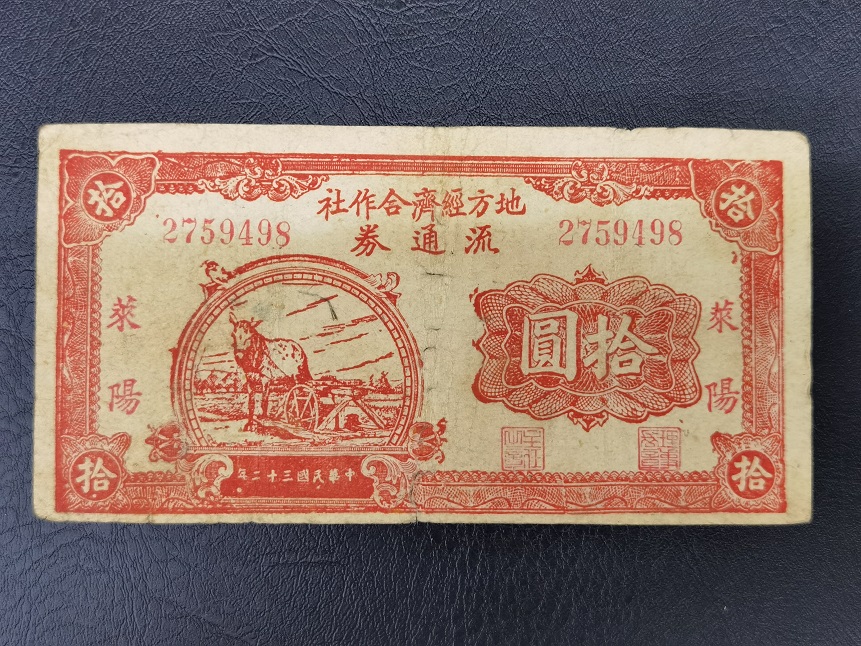 拾
拾
地方經濟合作社
2759498
2759498
流通券
萊陽
萊陽
拾圓
中華民國三十二年
拾
拾